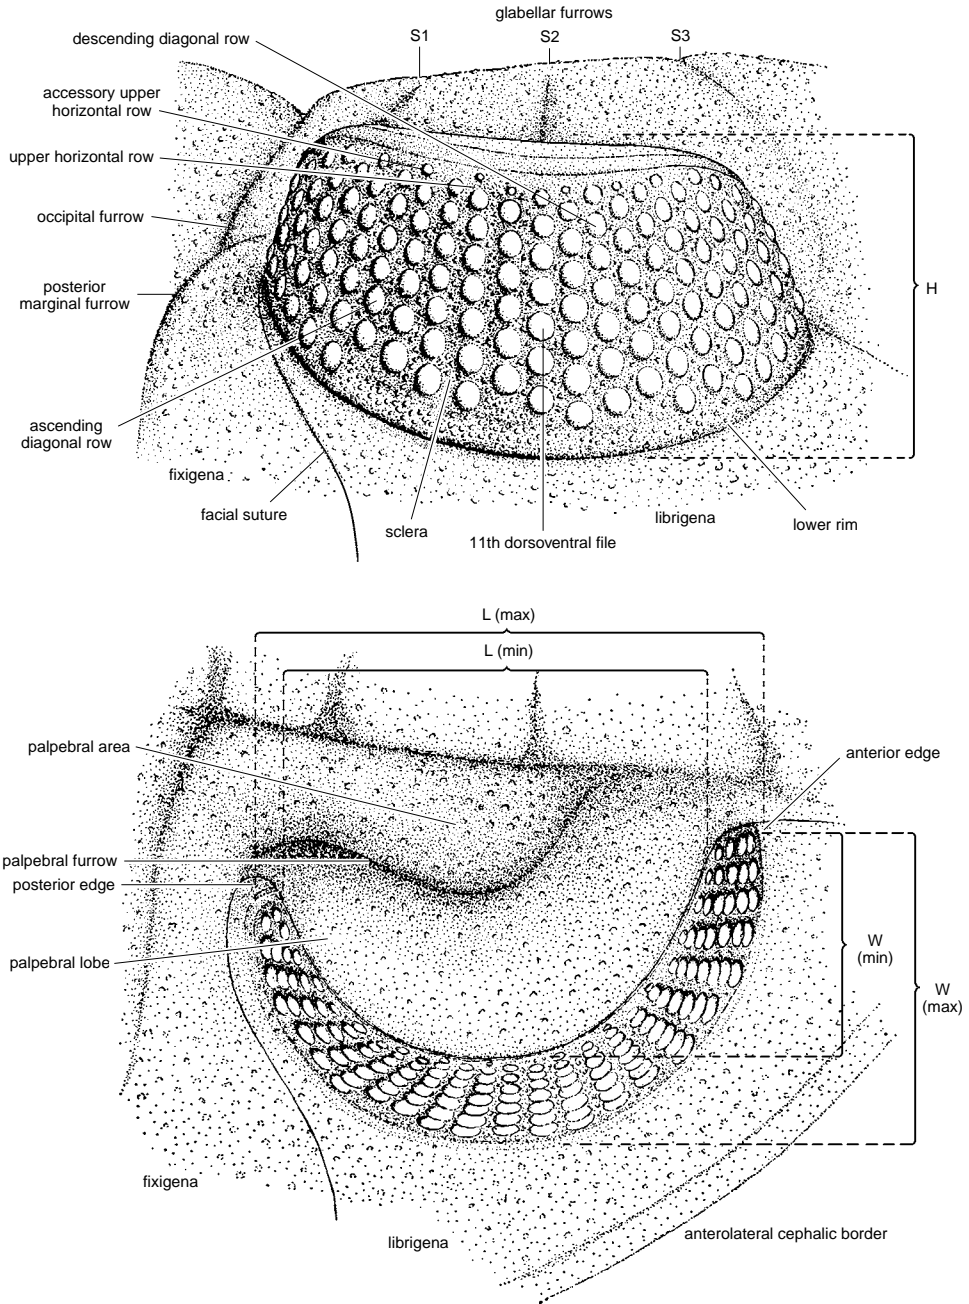 glabellar furrows
descending diagonal row
S1
S2
S3
accessory upper
horizontal row
upper horizontal row
occipital furrow
posterior
marginal furrow
H
ascending
diagonal row
fixigena
facial suture
sclera
11th dorsoventral file
librigena
lower rim
L (max)
L (min)
palpebral area
anterior edge
palpebral furrow
posterior edge
palpebral lobe
W
(min)
W
(max)
fixigena
librigena
anterolateral cephalic border